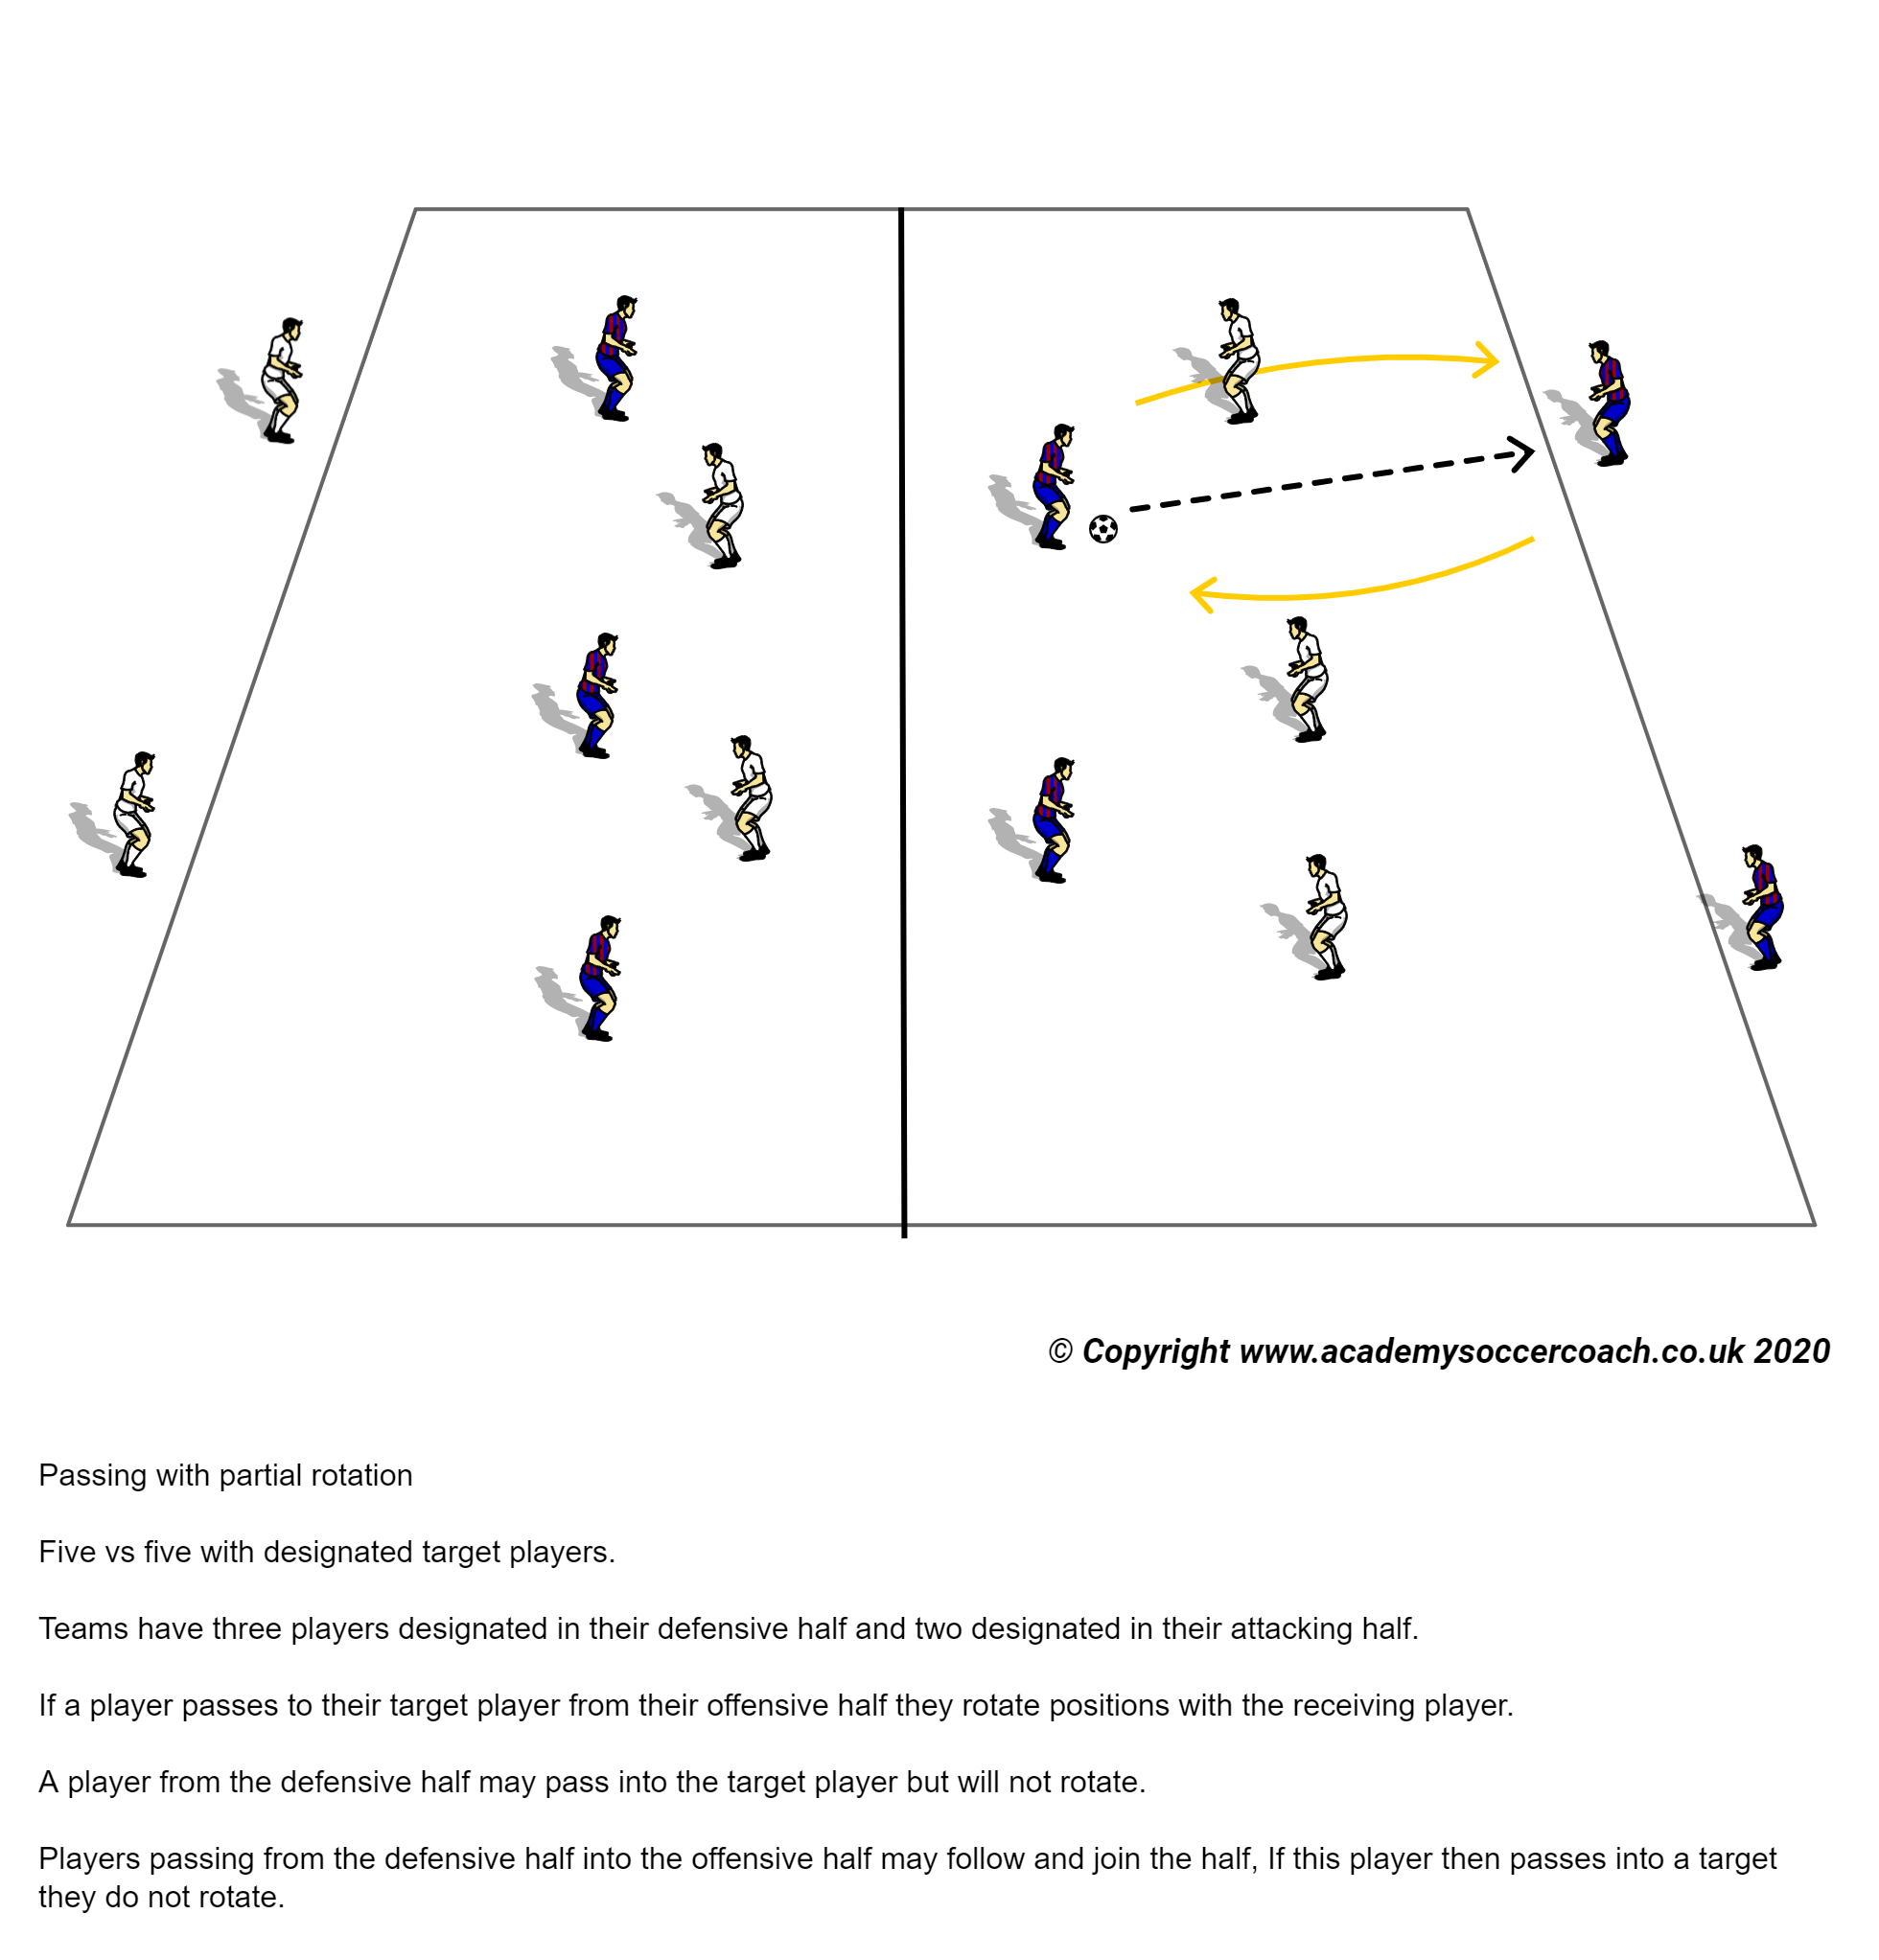 © Copyright www.academysoccercoach.co.uk 2020
Passing with partial rotation
Five vs five with designated target players.
Teams have three players designated in their defensive half and two designated in their attacking half.
If a player passes to their target player from their offensive half they rotate positions with the receiving player.
A player from the defensive half may pass into the target player but will not rotate.
Players passing from the defensive half into the offensive half may follow and join the half, If this player then passes into a target
they do not rotate.